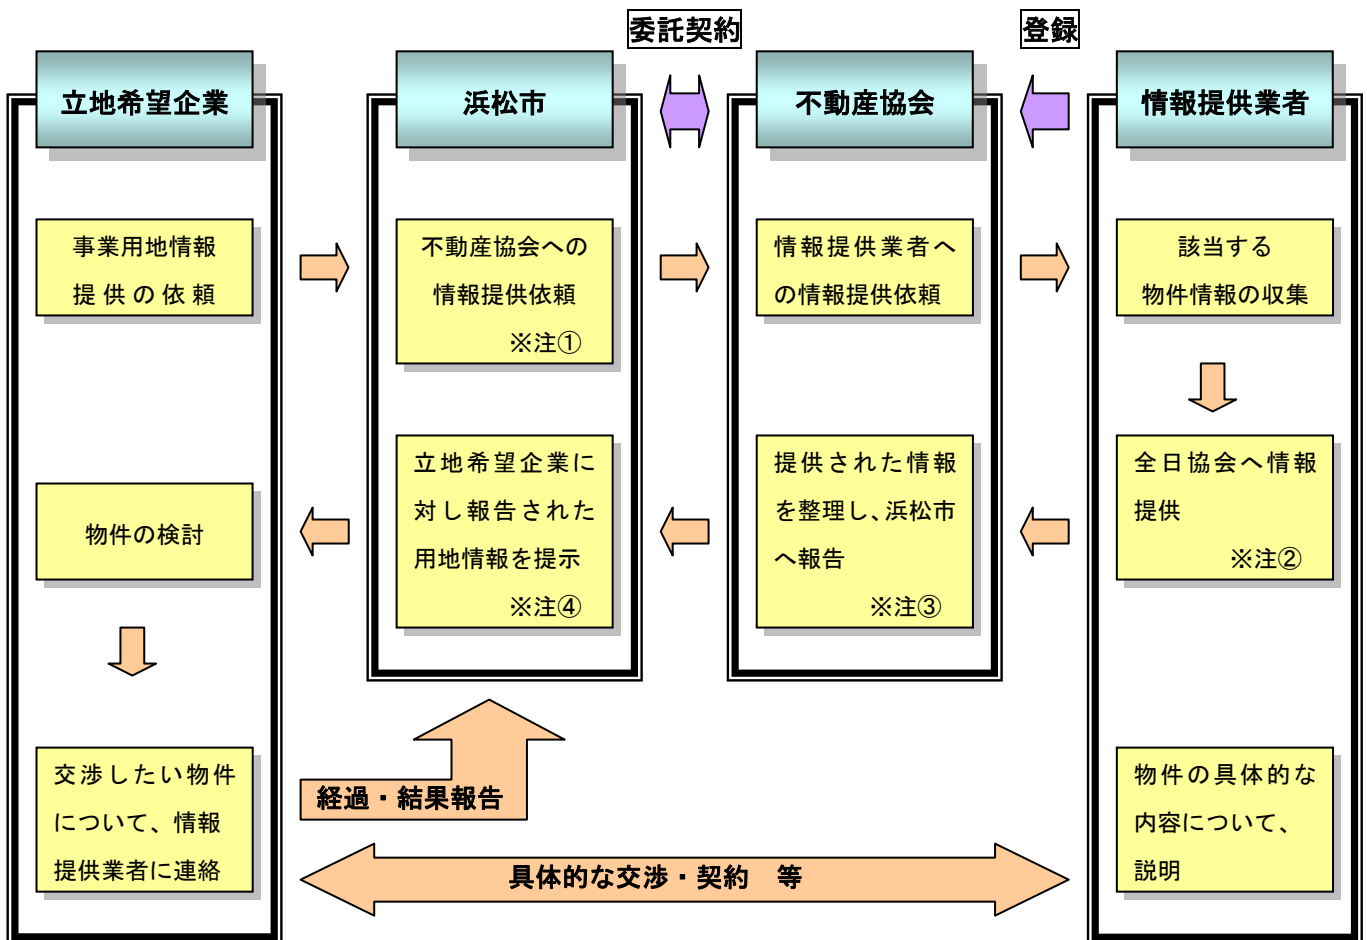 委託契約
登録
立地希望企業
浜松市
不動産協会
情報提供業者
事業用地情報
提供の依頼
不動産協会への
情報提供依頼
※注①
情報提供業者へ
の情報提供依頼
該当する
物件情報の収集
物件の検討
立地希望企業に
対し報告された
用地情報を提示
※注④
提供された情報
を整理し、浜松市
へ報告
※注③
全日協会へ情報
提供
※注②
交渉したい物件
について、情報
提供業者に連絡
経過・結果報告
具体的な交渉・契約　等
物件の具体的な
内容について、
説明